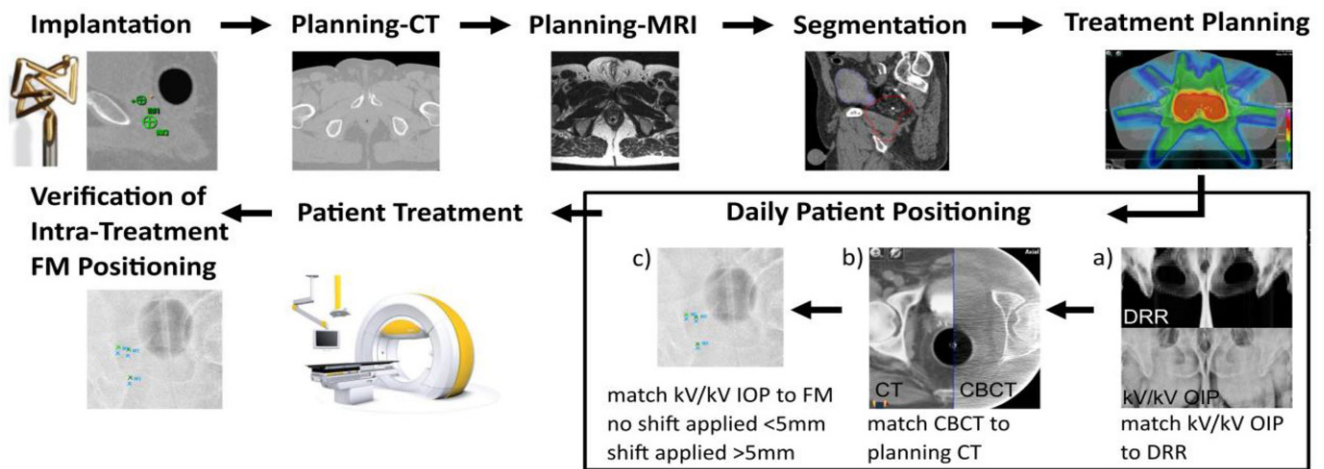 Implantation
Planning-CT
Planning-MRI
Segmentation
Treatment Planning
Daily Patient Positioning
a)
DRR
kV/kV OIP
match kV/kV OIP
to DRR
b)
CT
CBCT
match CBCT to
planning CT
c)
match kV/kV IOP to FM
no shift applied <5mm
shift applied >5mm
Patient Treatment
Verification of
Intra-Treatment
FM Positioning